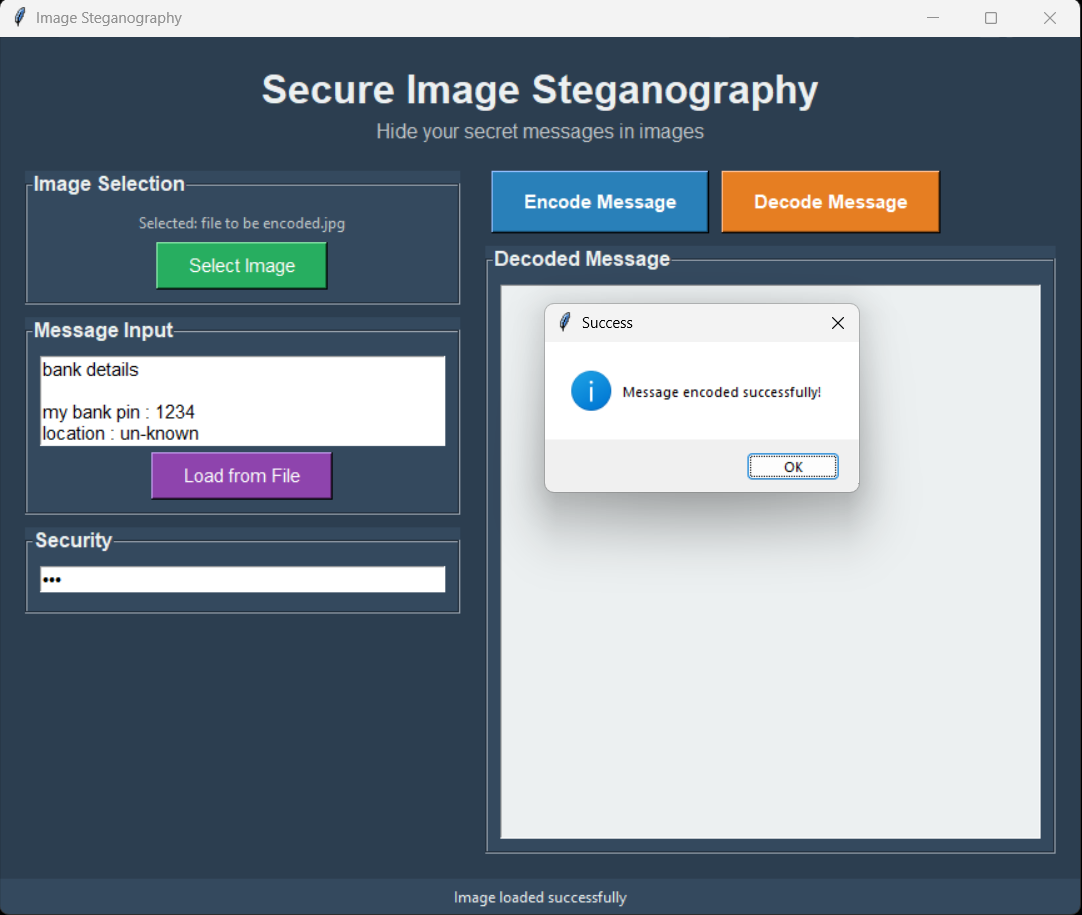 Image Steganography
Secure Image Steganography
Hide your secret messages in images
Image Selection
Selected: file to be encoded.jpg
Select Image
Message Input
bank details
my bank pin : 1234
location : un-known
Load from File
Security
•••
Encode Message
Decode Message
Decoded Message
Success
Message encoded successfully!
OK
Image loaded successfully